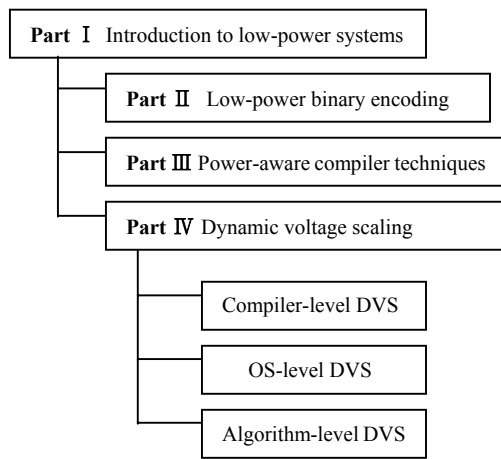 Part Ⅰ Introduction to low-power systems
Part Ⅱ Low-power binary encoding
Part Ⅲ Power-aware compiler techniques
Part Ⅳ Dynamic voltage scaling
Compiler-level DVS
OS-level DVS
Algorithm-level DVS